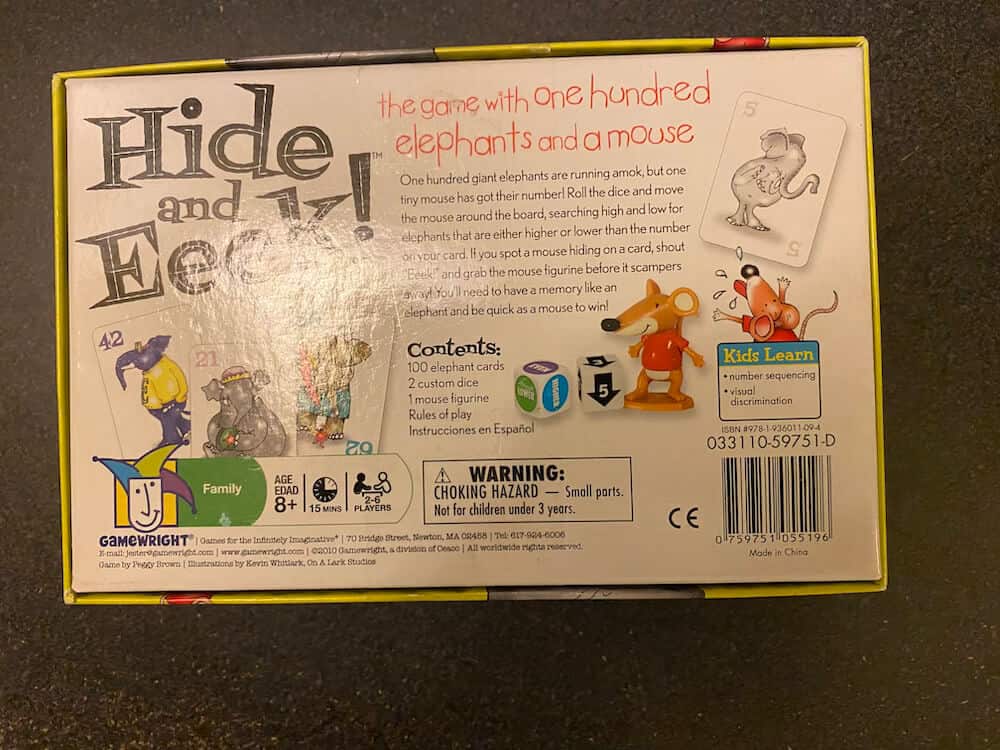 Hide
and
Eeek!™
the game with one hundred
elephants and a mouse
One hundred giant elephants are running amok, but one
tiny mouse has got their number! Roll the dice and move
the mouse around the board, searching high and low for
elephants that are either higher or lower than the number
on your card. If you spot a mouse hiding on a card, shout
"Eeek!" and grab the mouse figurine before it scampers
away! You'll need to have a memory like an
elephant and be quick as a mouse to win!
5
5
Contents:
100 elephant cards
2 custom dice
1 mouse figurine
Rules of play
Instrucciones en Español
EVEN
LOWER
HIGHER
5
Kids Learn
• number sequencing
• visual
discrimination
ISBN #978-1-936011-09-4
033110-59751-D
0 759751 055196
Made in China
42
21
62
Family
AGE
EDAD
8+
15 MINS
2-6
PLAYERS
WARNING:
CHOKING HAZARD — Small parts.
Not for children under 3 years.
CE
GAMEWRIGHT® | Games for the Infinitely Imaginative® | 70 Bridge Street, Newton, MA 02458 | Tel: 617-924-6006
E-mail: jester@gamewright.com | www.gamewright.com | ©2010 Gamewright, a division of Ceaco | All worldwide rights reserved.
Game by Peggy Brown | Illustrations by Kevin Whitlark, On A Lark Studios